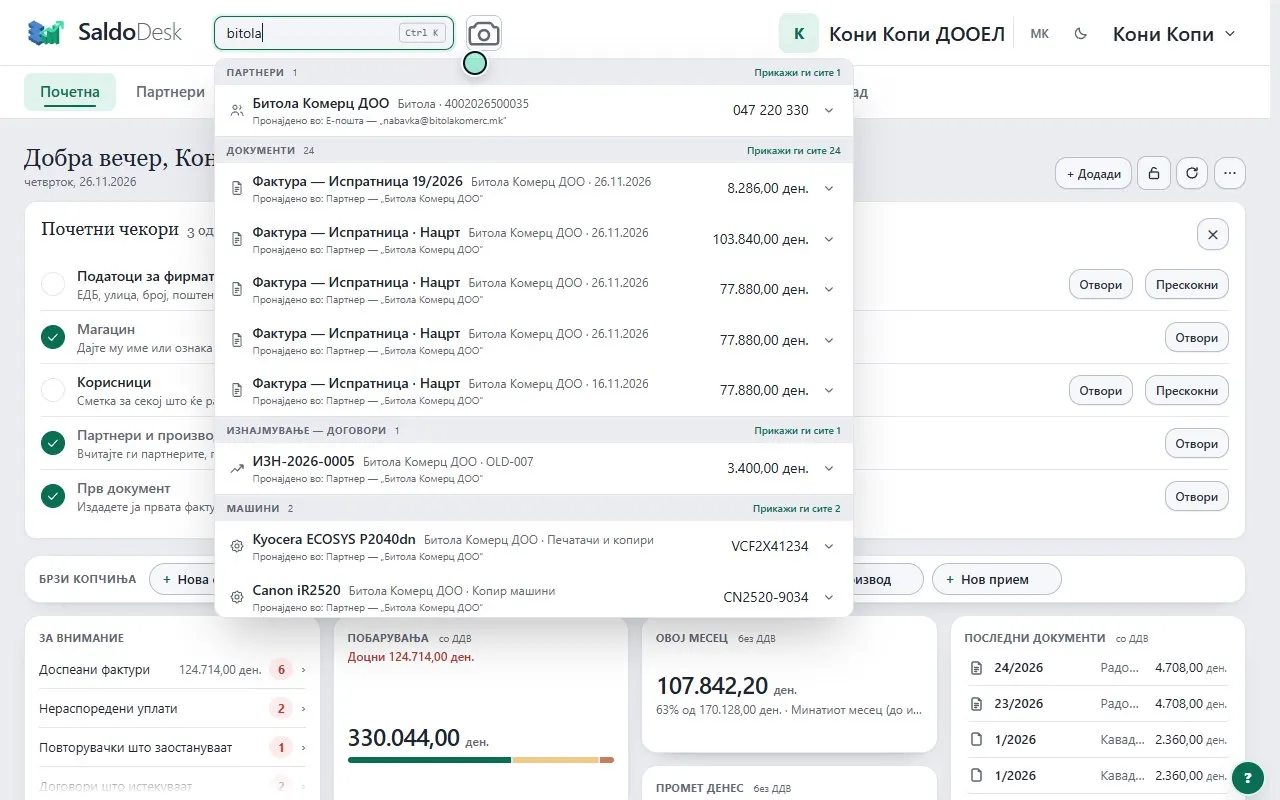 SaldoDesk
bitola
Ctrl K
К
Кони Копи ДООЕЛ
МК
Кони Копи
Почетна
Партнери
ад
ПАРТНЕРИ 1
Прикажи ги сите 1
Битола Комерц ДОО Битола · 4002026500035
047 220 330
Пронајдено во: Е-пошта — „nabavka@bitolakomerc.mk“
ДОКУМЕНТИ 24
Прикажи ги сите 24
Фактура — Испратница 19/2026 Битола Комерц ДОО · 26.11.2026
8.286,00 ден.
Пронајдено во: Партнер — „Битола Комерц ДОО“
Фактура — Испратница · Нацрт Битола Комерц ДОО · 26.11.2026
103.840,00 ден.
Пронајдено во: Партнер — „Битола Комерц ДОО“
Фактура — Испратница · Нацрт Битола Комерц ДОО · 26.11.2026
77.880,00 ден.
Пронајдено во: Партнер — „Битола Комерц ДОО“
Фактура — Испратница · Нацрт Битола Комерц ДОО · 26.11.2026
77.880,00 ден.
Пронајдено во: Партнер — „Битола Комерц ДОО“
Фактура — Испратница · Нацрт Битола Комерц ДОО · 16.11.2026
77.880,00 ден.
Пронајдено во: Партнер — „Битола Комерц ДОО“
ИЗНАЈМУВАЊЕ — ДОГОВОРИ 1
Прикажи ги сите 1
ИЗН-2026-0005 Битола Комерц ДОО · OLD-007
3.400,00 ден.
Пронајдено во: Партнер — „Битола Комерц ДОО“
МАШИНИ 2
Прикажи ги сите 2
Kyocera ECOSYS P2040dn Битола Комерц ДОО · Печатачи и копири
VCF2X41234
Пронајдено во: Партнер — „Битола Комерц ДОО“
Canon iR2520 Битола Комерц ДОО · Копир машини
CN2520-9034
Пронајдено во: Партнер — „Битола Комерц ДОО“
Добра вечер, Кон
четврток, 26.11.2026
+ Додади
Почетни чекори 3 од
Податоци за фирмат
ЕДБ, улица, број, поштен
Отвори
Прескокни
Магацин
Дајте му име или ознака
Отвори
Корисници
Сметка за секој што ќе ра
Отвори
Прескокни
Партнери и произво
Вчитајте ги партнерите, п
Отвори
Прв документ
Издадете ја првата факту
Отвори
БРЗИ КОПЧИЊА
+ Нова
извод
+ Нов прием
ЗА ВНИМАНИЕ
Доспеани фактури 124.714,00 ден. 6
Нераспоредени уплати 2
Повторувачки што заостануваат 1
Договори што истекуваат 2
ПОБАРУВАЊА со ДДВ
Доцни 124.714,00 ден.
330.044,00 ден.
ОВОЈ МЕСЕЦ без ДДВ
107.842,20 ден.
63% од 170.128,00 ден. · Минатиот месец (до и...
ПРОМЕТ ДЕНЕС без ДДВ
ПОСЛЕДНИ ДОКУМЕНТИ со ДДВ
24/2026 Радо... 4.708,00 ден.
23/2026 Радо... 4.708,00 ден.
1/2026 Кавад... 2.360,00 ден.
1/2026 Кавад... 2.360,00 ден.
?